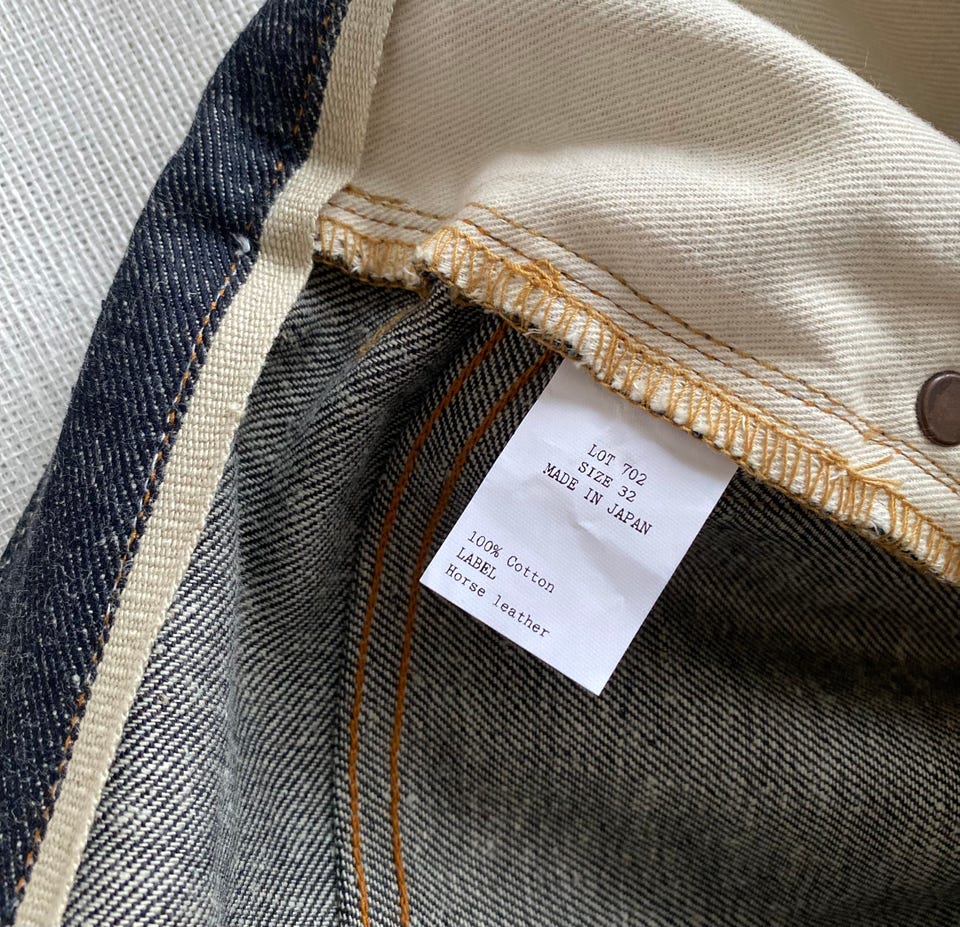 LOT 702
SIZE 32
MADE IN JAPAN
100% Cotton
LABEL
Horse leather